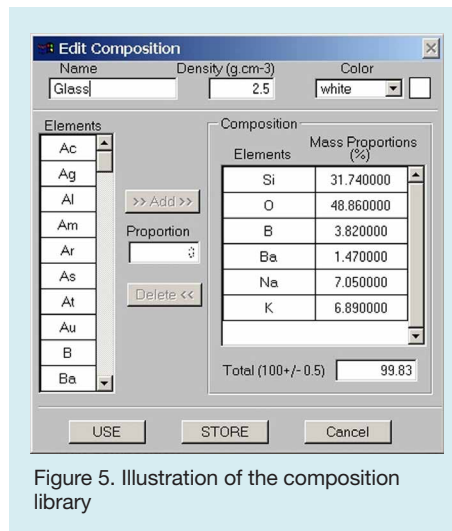 Edit Composition
Name Density (g.cm-3) Color
Glass 2.5 white
Elements Composition
Elements Mass Proportions (%)
Ac
Ag
Al
Am
Ar
As
At
Au
B
Ba
>> Add >>
Proportion
0
Delete <<
Si 31.740000
O 48.860000
B 3.820000
Ba 1.470000
Na 7.050000
K 6.890000
Total (100+/- 0.5) 99.83
USE STORE Cancel
Figure 5. Illustration of the composition
library